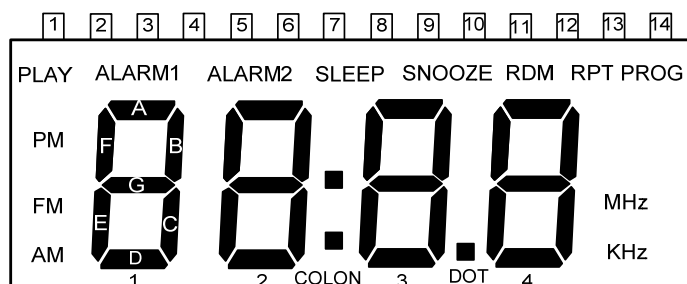 1 2 3 4 5 6 7 8 9 10 11 12 13 14
PLAY ALARM1 ALARM2 SLEEP SNOOZE RDM RPT PROG
A
PM F B
G
FM E C MHz
AM D KHz
1 2 COLON 3 DOT 4